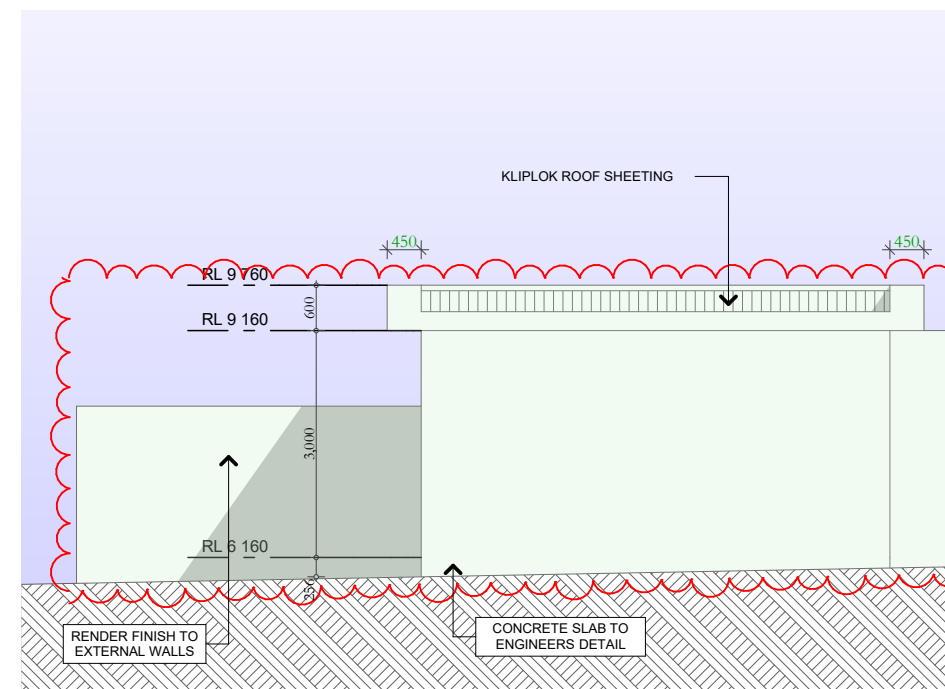 KLIPLOK ROOF SHEETING
450
450
RL 9 760
600
RL 9 160
3,000
RL 6 160
250
RENDER FINISH TO
EXTERNAL WALLS
CONCRETE SLAB TO
ENGINEERS DETAIL